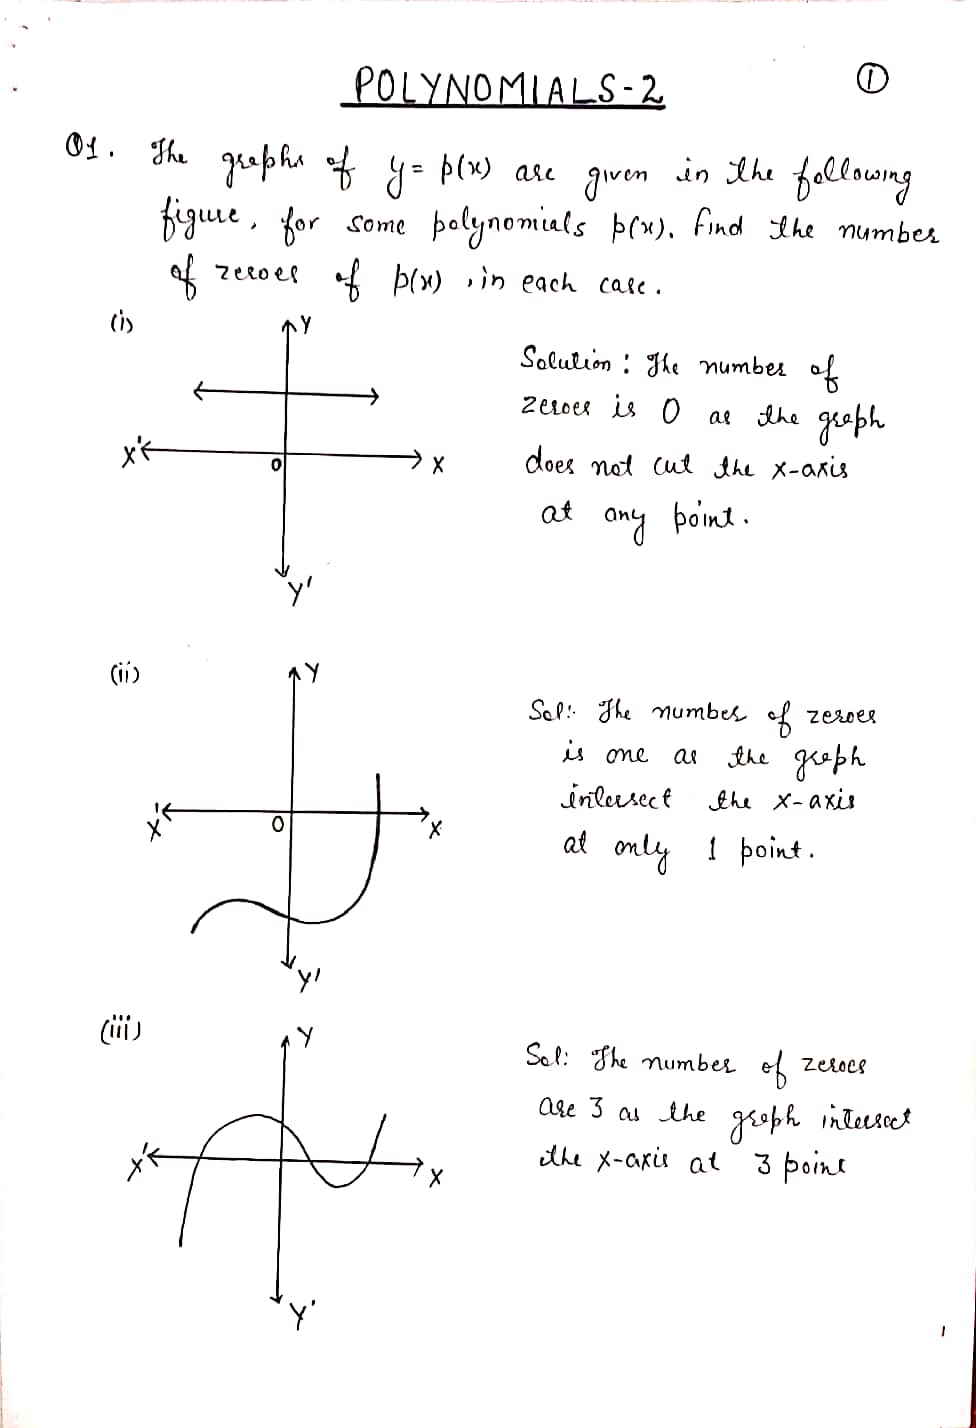 POLYNOMIALS-2
①
Q1. The graphs of y = p(x) are given in the following
figure, for some polynomials p(x). Find the number
of zeroes of p(x), in each case.
(i)
Y
X'
O
X
Y'
Solution: The number of
zeroes is 0 as the graph
does not cut the x-axis
at any point.
(ii)
Y
X'
O
X
Y'
Sol: The number of zeroes
is one as the graph
intersect the x-axis
at only 1 point.
(iii)
Y
X'
X
Y'
Sol: The number of zeroes
are 3 as the graph intersect
the x-axis at 3 point
1